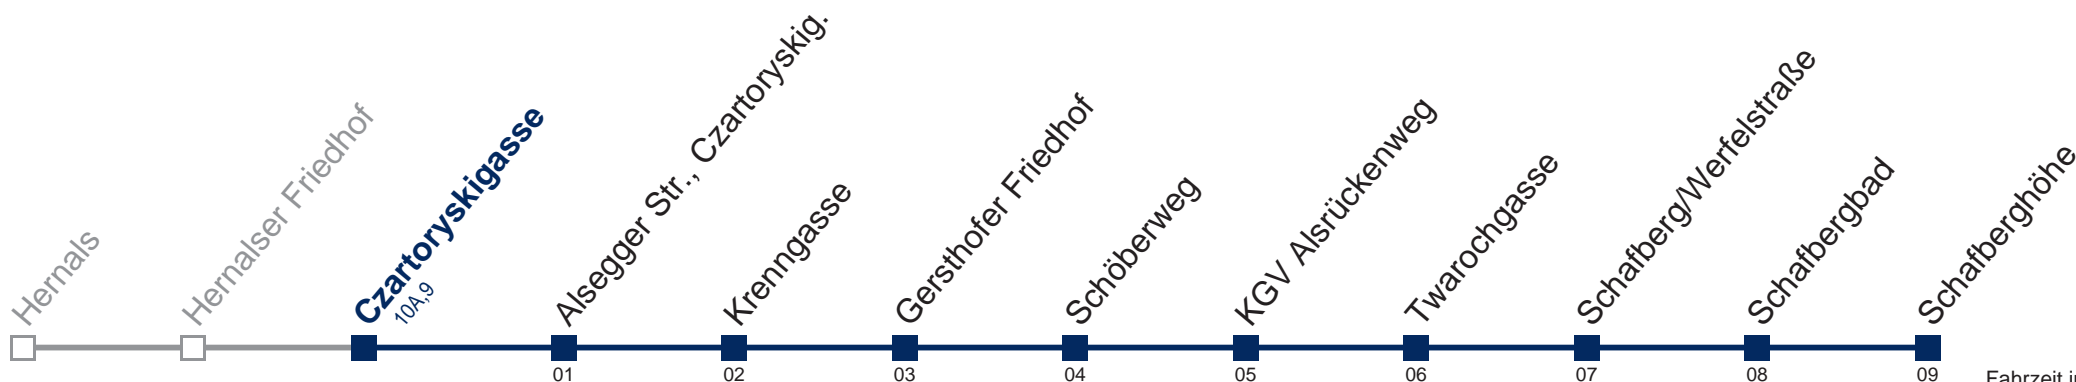 Hernals
Hernalser Friedhof
Czartoryskigasse
10A,9
Alsegger Str., Czartoryskig.
Krenngasse
Gersthofer Friedhof
Schöberweg
KGV Alsrückenweg
Twarochgasse
Schafberg/Werfelstraße
Schafbergbad
Schafberghöhe
01 02 03 04 05 06 07 08 09
Fahrzeit